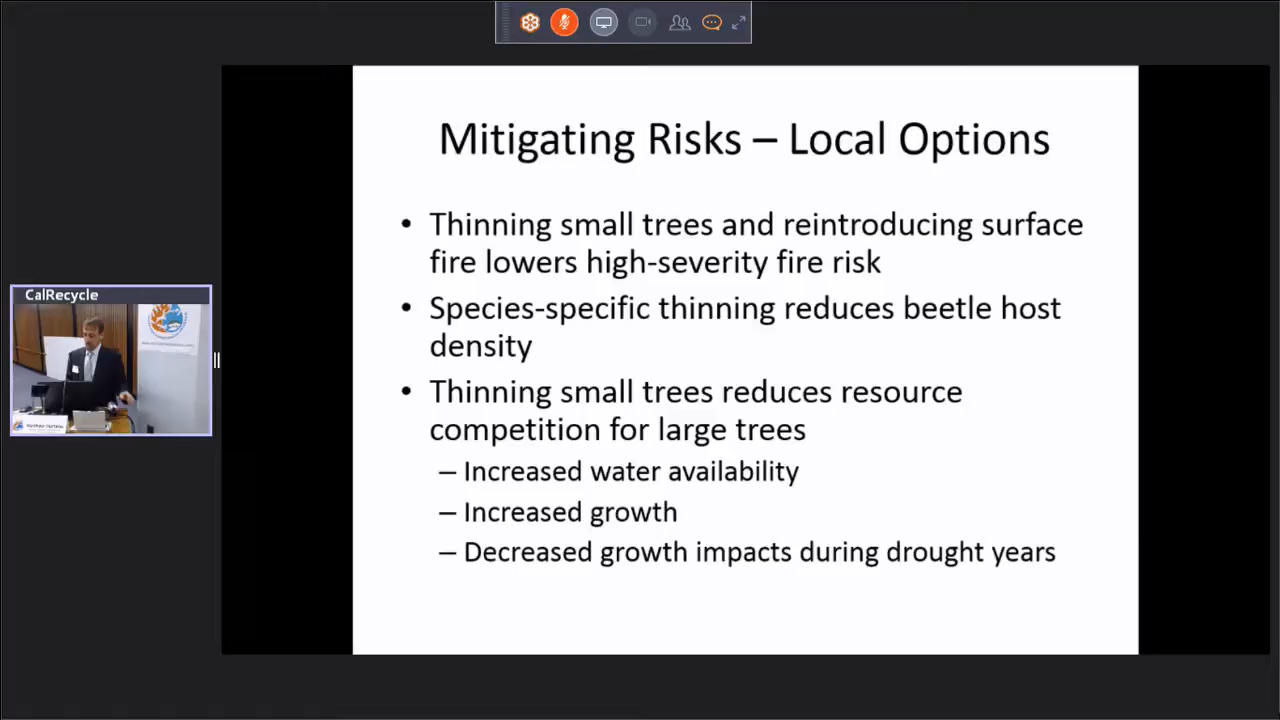 Mitigating Risks – Local Options
• Thinning small trees and reintroducing surface
fire lowers high-severity fire risk
• Species-specific thinning reduces beetle host
density
• Thinning small trees reduces resource
competition for large trees
– Increased water availability
– Increased growth
– Decreased growth impacts during drought years
CalRecycle